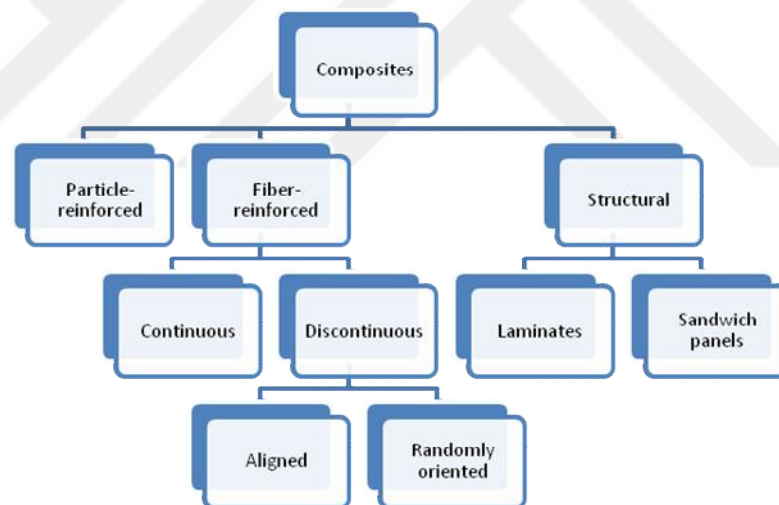 Composites
Particle-
reinforced
Fiber-
reinforced
Structural
Continuous
Discontinuous
Laminates
Sandwich
panels
Aligned
Randomly
oriented